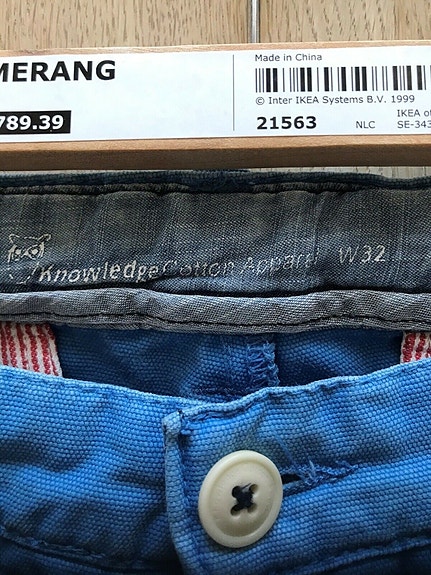 MERANG
789.39
Made in China
© Inter IKEA Systems B.V. 1999
21563 NLC
IKEA of
SE-343
KnowledgeCotton Apparel W32